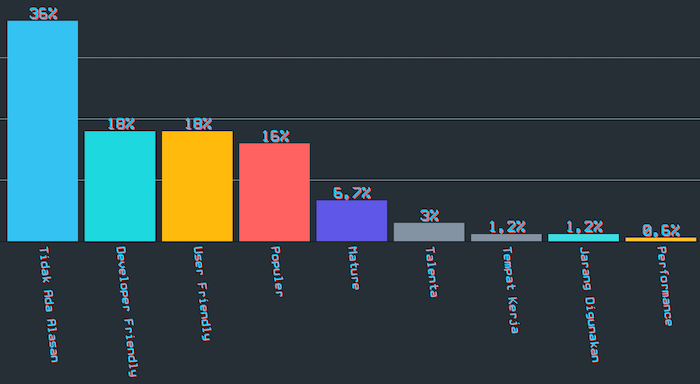 36%
18%
18%
16%
6,7%
3%
1,2%
1,2%
0,6%
Tidak Ada Alasan
Developer Friendly
User Friendly
Populer
Mature
Talenta
Tempat Kerja
Jarang Digunakan
Performance